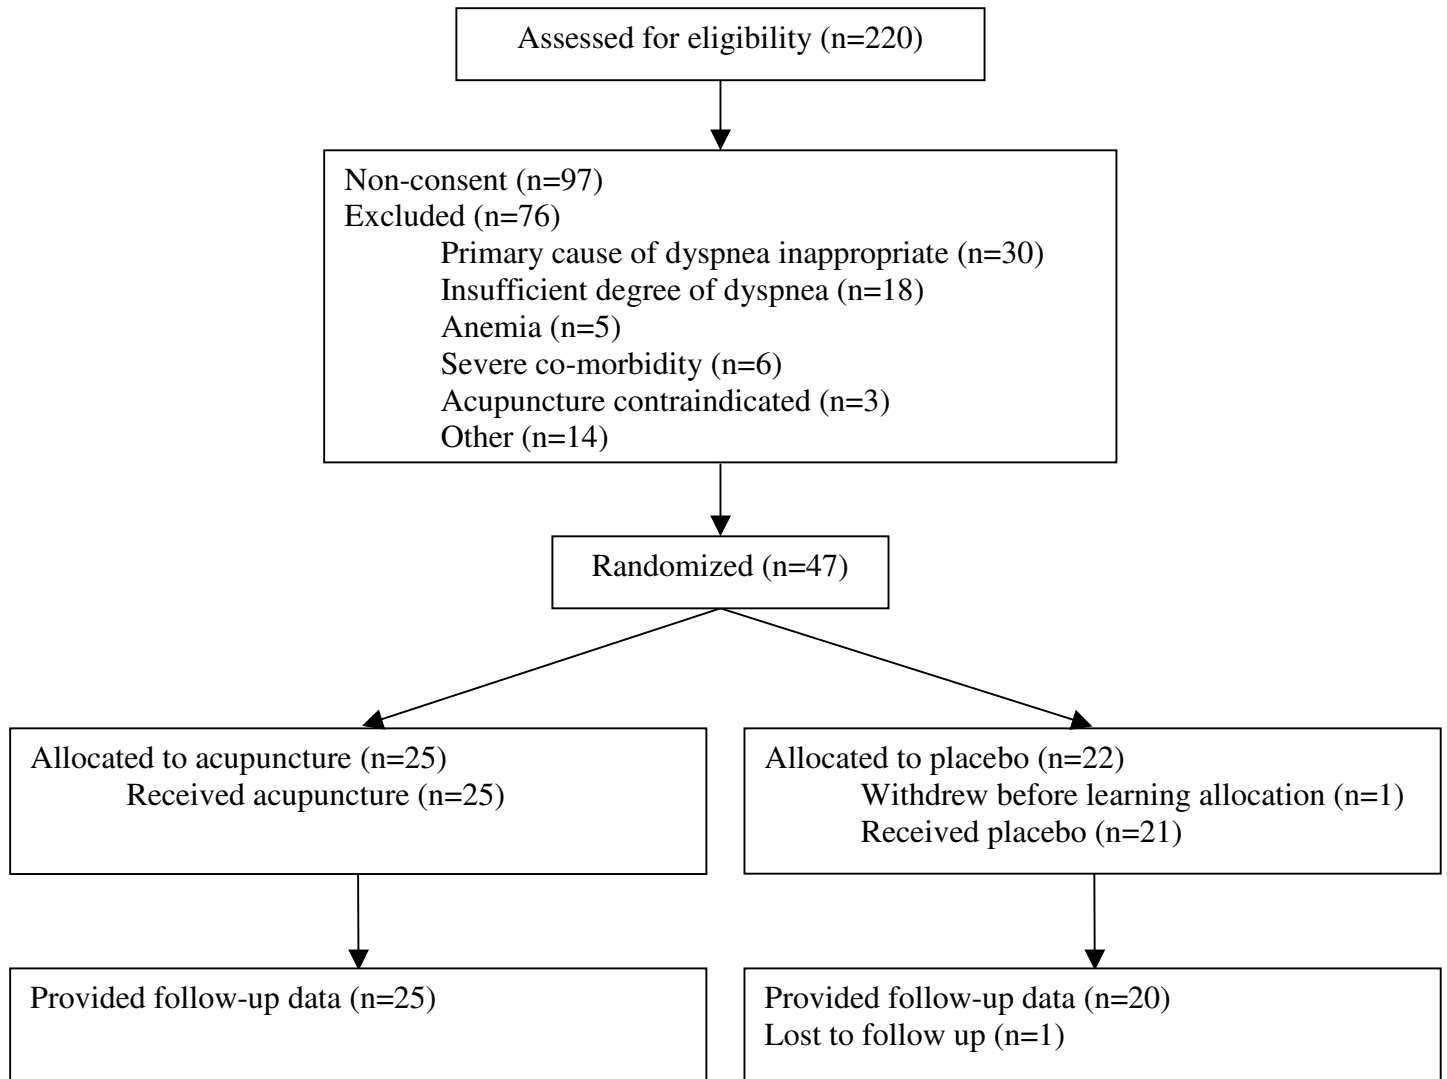 Assessed for eligibility (n=220)
Non-consent (n=97)
Excluded (n=76)
Primary cause of dyspnea inappropriate (n=30)
Insufficient degree of dyspnea (n=18)
Anemia (n=5)
Severe co-morbidity (n=6)
Acupuncture contraindicated (n=3)
Other (n=14)
Randomized (n=47)
Allocated to acupuncture (n=25)
Received acupuncture (n=25)
Allocated to placebo (n=22)
Withdrew before learning allocation (n=1)
Received placebo (n=21)
Provided follow-up data (n=25)
Provided follow-up data (n=20)
Lost to follow up (n=1)